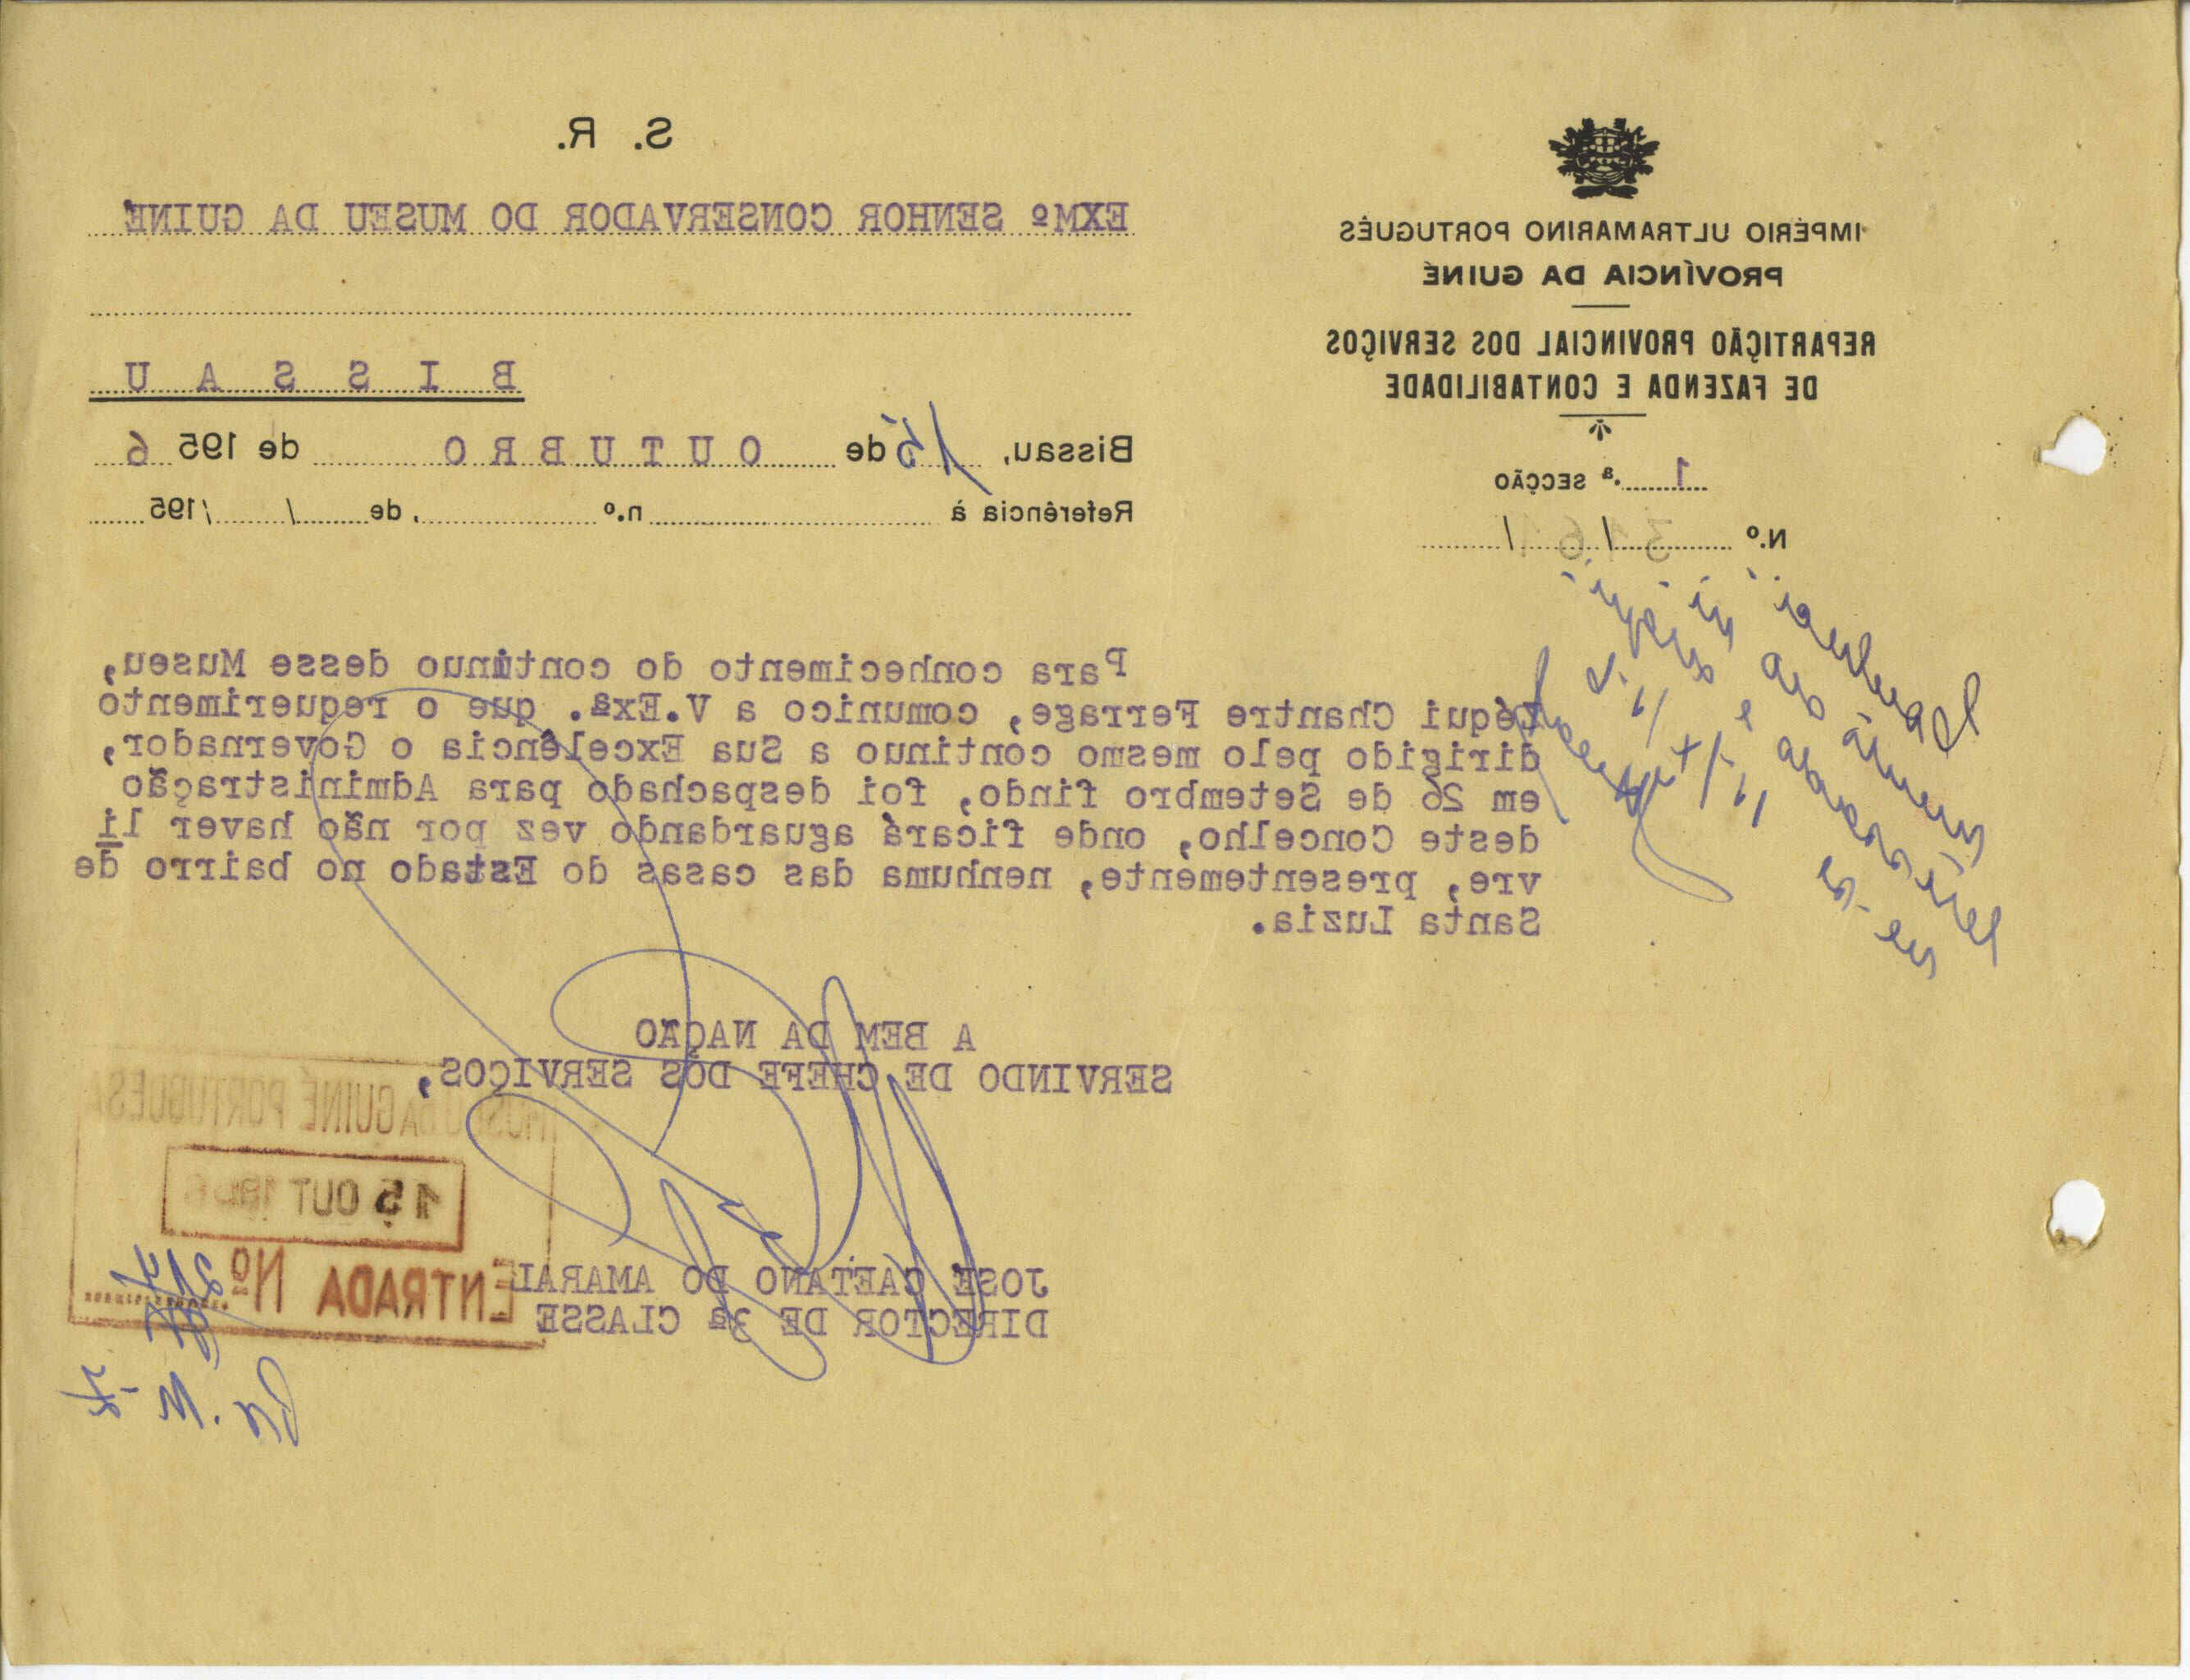 S. R.
IMPÉRIO ULTRAMARINO PORTUGUÊS
PROVÍNCIA DA GUINÉ
REPARTIÇÃO PROVINCIAL DOS SERVIÇOS
DE FAZENDA E CONTABILIDADE
1.ª SECÇÃO
N.º 3161 / /
EXMº SENHOR CONSERVADOR DO MUSEU DA GUINÉ
B I S S A U
Bissau, 15 de OUTUBRO de 1956
Referência à n.º , de / /195
Para conhecimento do contínuo desse Museu,
Iéqui Chantre Ferrage, comunico a V.Exª. que o requerimento
dirigido pelo mesmo contínuo a Sua Excelência o Governador,
em 26 de Setembro findo, foi despachado para Administração
deste Concelho, onde ficará aguardando vez por não haver li
vre, presentemente, nenhuma das casas do Estado no bairro de
Santa Luzia.
A BEM DA NAÇÃO
SERVINDO DE CHEFE DOS SERVIÇOS,
JOSÉ CAETANO DO AMARAL
DIRECTOR DE 3ª CLASSE
MUSEU DA GUINÉ PORTUGUESA
15 OUT 1956
ENTRADA Nº